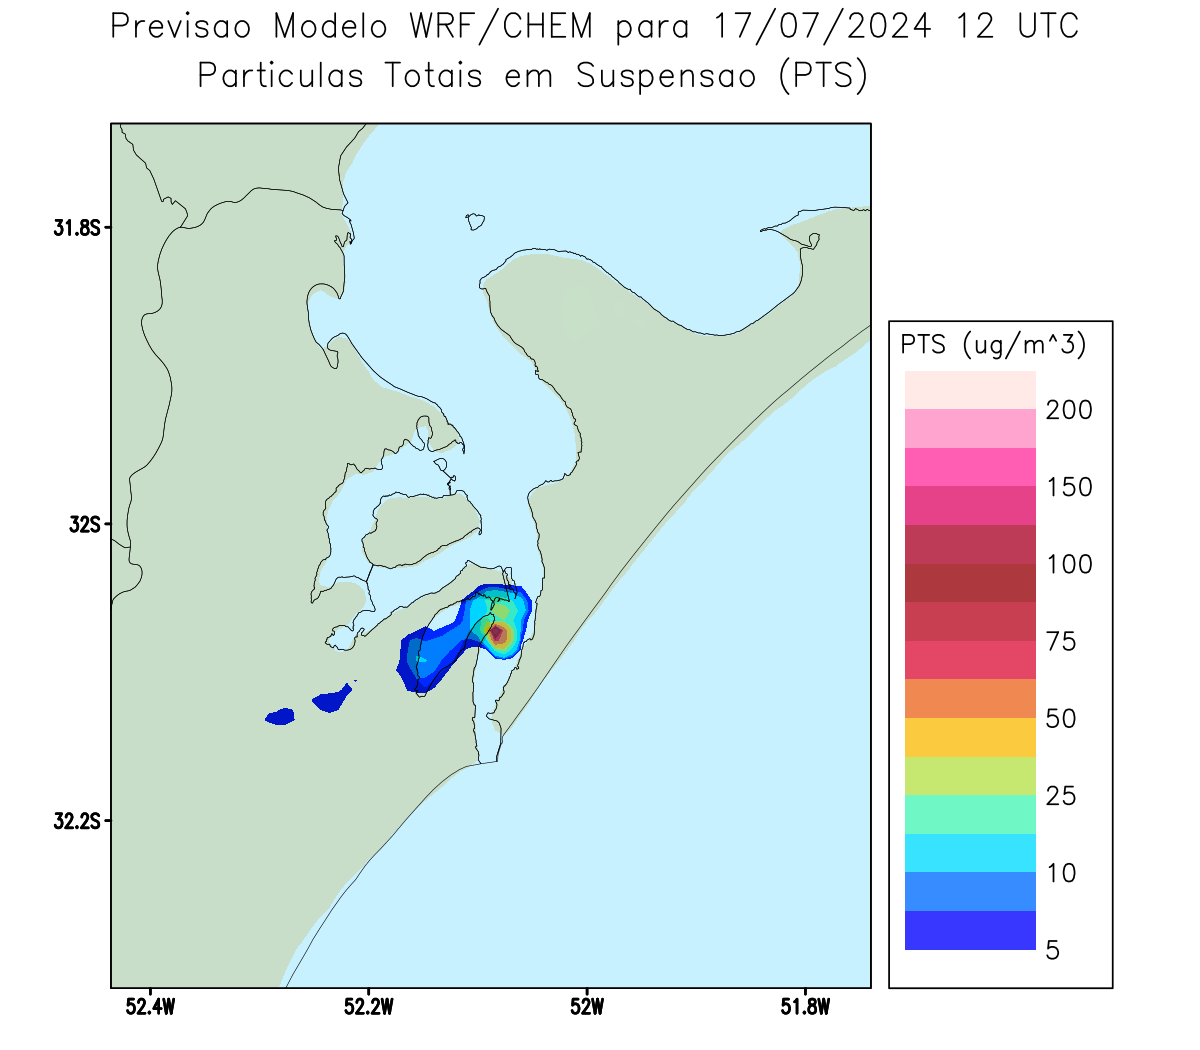 Previsao Modelo WRF/CHEM para 17/07/2024 12 UTC
Particulas Totais em Suspensao (PTS)
31.8S
32S
32.2S
52.4W 52.2W 52W 51.8W
PTS (ug/m^3)
200
150
100
75
50
25
10
5